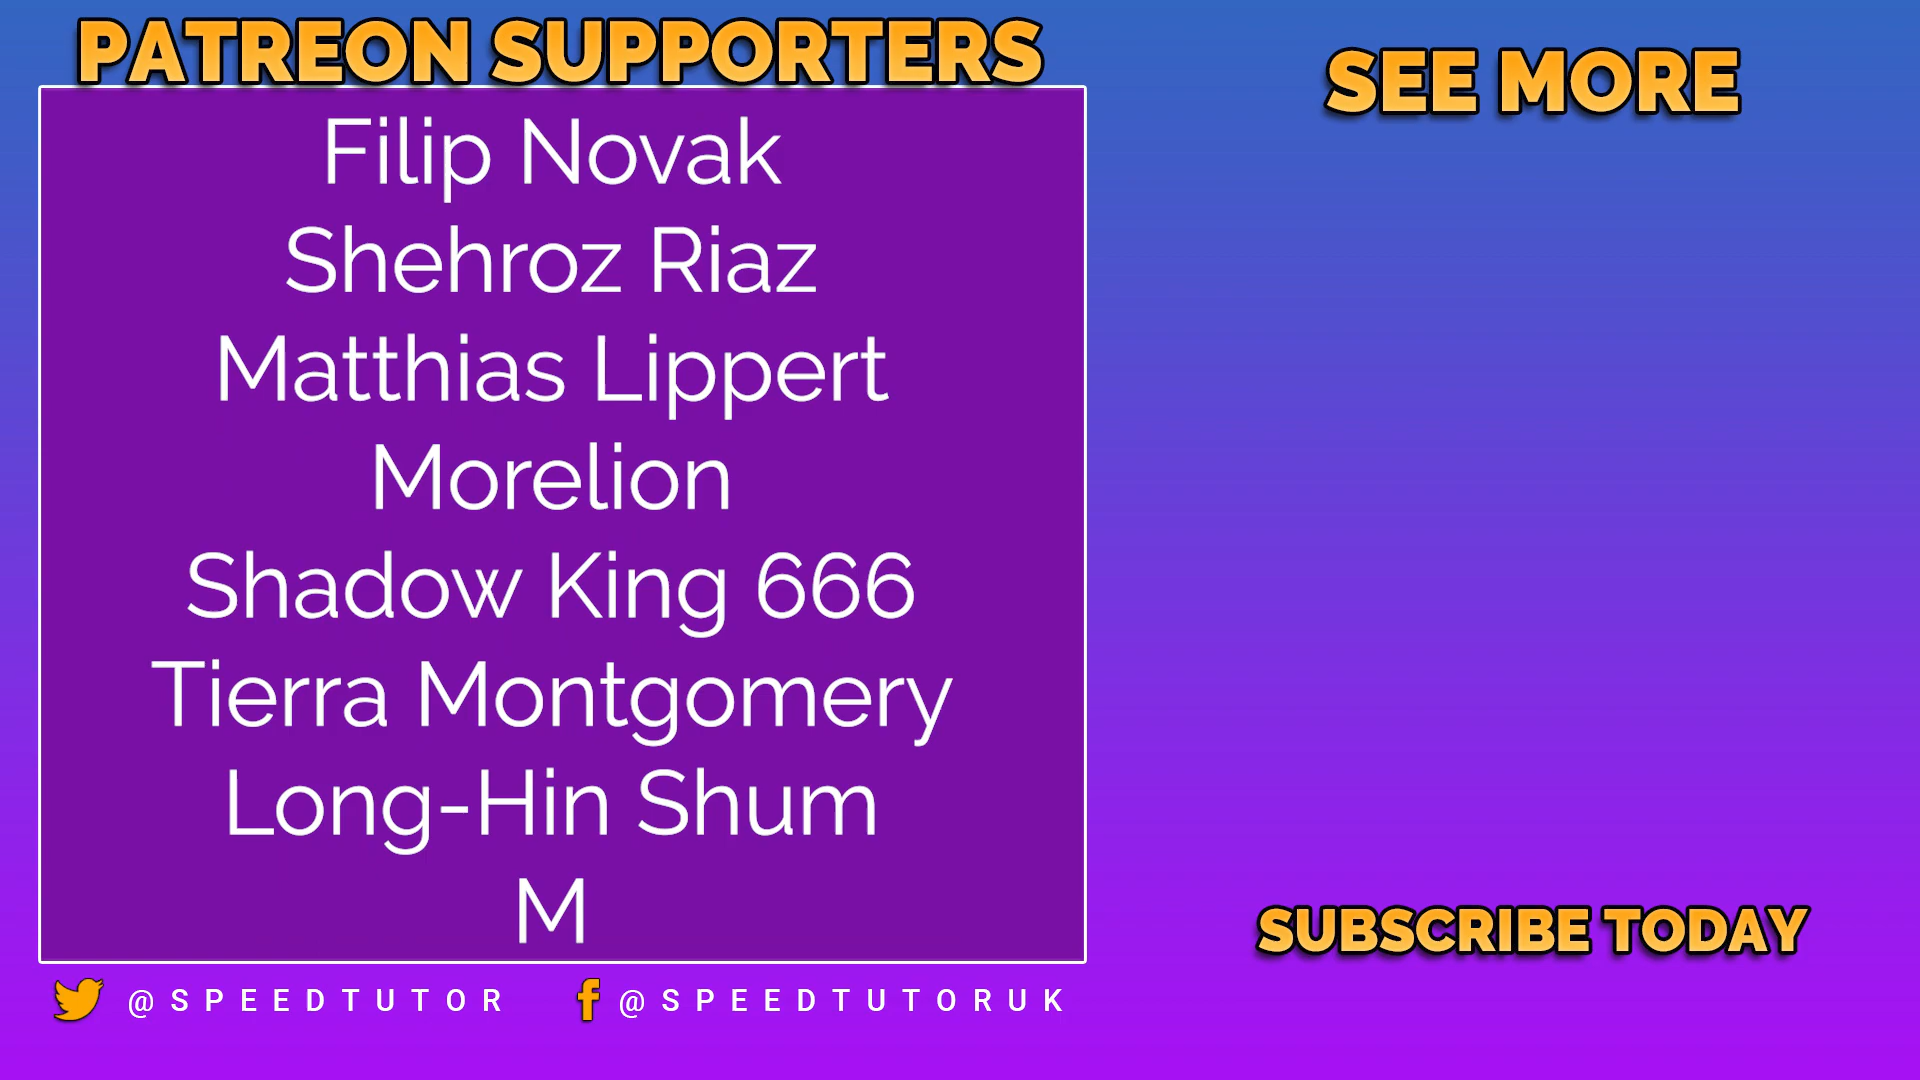 PATREON SUPPORTERS
Filip Novak
Shehroz Riaz
Matthias Lippert
Morelion
Shadow King 666
Tierra Montgomery
Long-Hin Shum
M
@SPEEDTUTOR
@SPEEDTUTORUK
SEE MORE
SUBSCRIBE TODAY